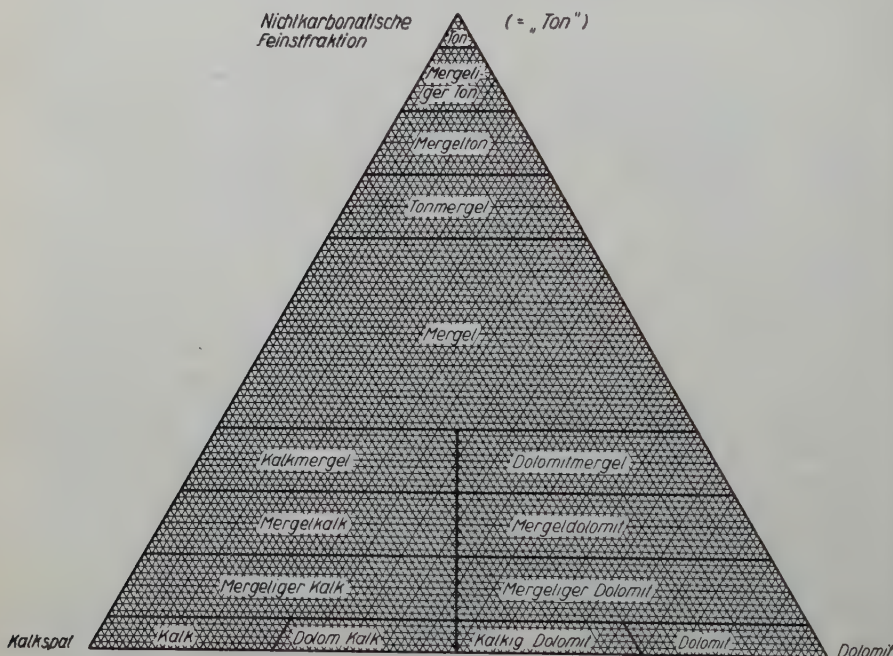 Nichtkarbonatische (= „Ton")
Feinstfraktion
Ton
Mergeli-
ger Ton
Mergelton
Tonmergel
Mergel
Kalkmergel Dolomitmergel
Mergelkalk Mergeldolomit
Mergeliger Kalk Mergeliger Dolomit
Kalkspat Kalk Dolom Kalk Kalkig Dolomit Dolomit Dolomit